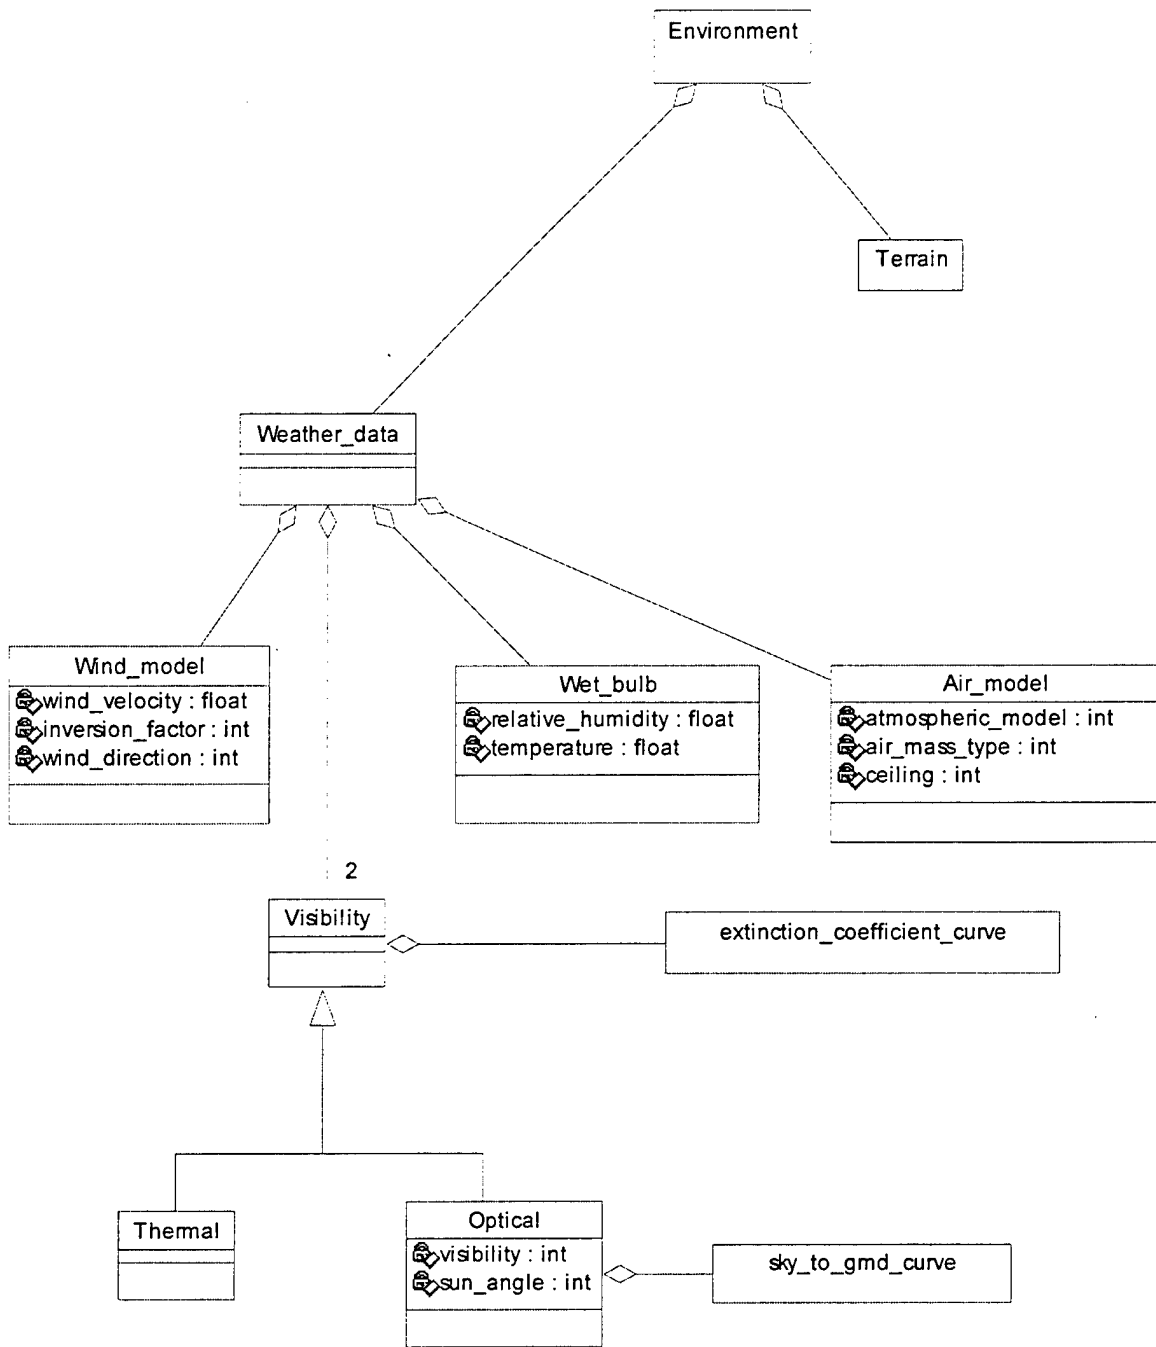 Environment
Terrain
Weather_data
Wind_model
wind_velocity : float
inversion_factor : int
wind_direction : int
Wet_bulb
relative_humidity : float
temperature : float
Air_model
atmospheric_model : int
air_mass_type : int
ceiling : int
2
Visibility
extinction_coefficient_curve
Thermal
Optical
visibility : int
sun_angle : int
sky_to_grnd_curve